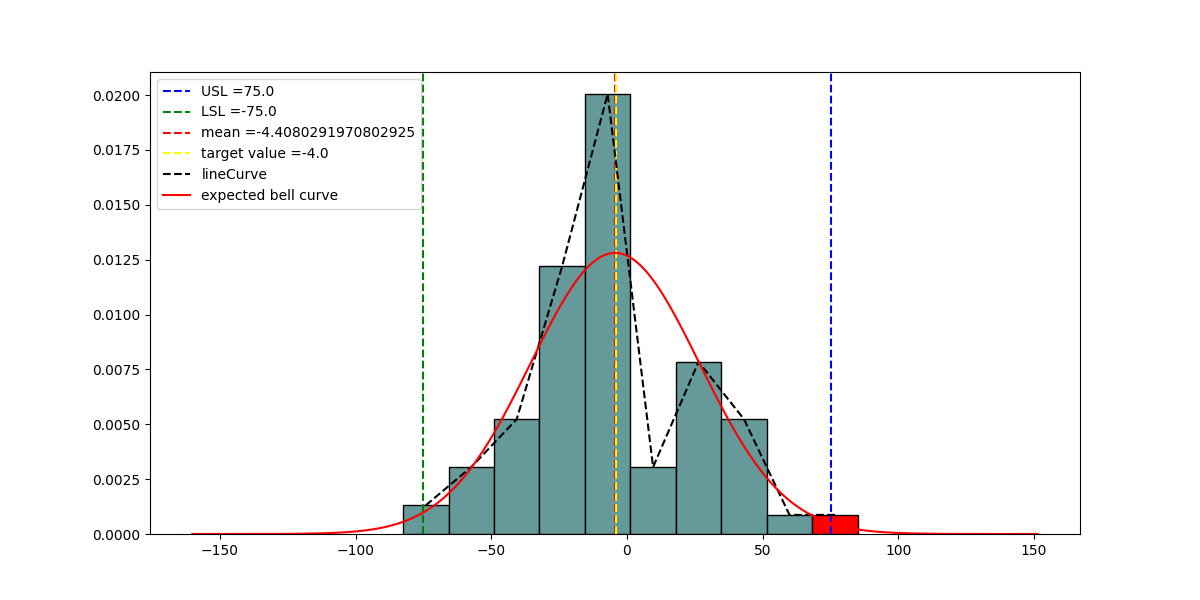 USL =75.0
LSL =-75.0
mean =-4.4080291970802925
target value =-4.0
lineCurve
expected bell curve
0.0200
0.0175
0.0150
0.0125
0.0100
0.0075
0.0050
0.0025
0.0000
−150 −100 −50 0 50 100 150